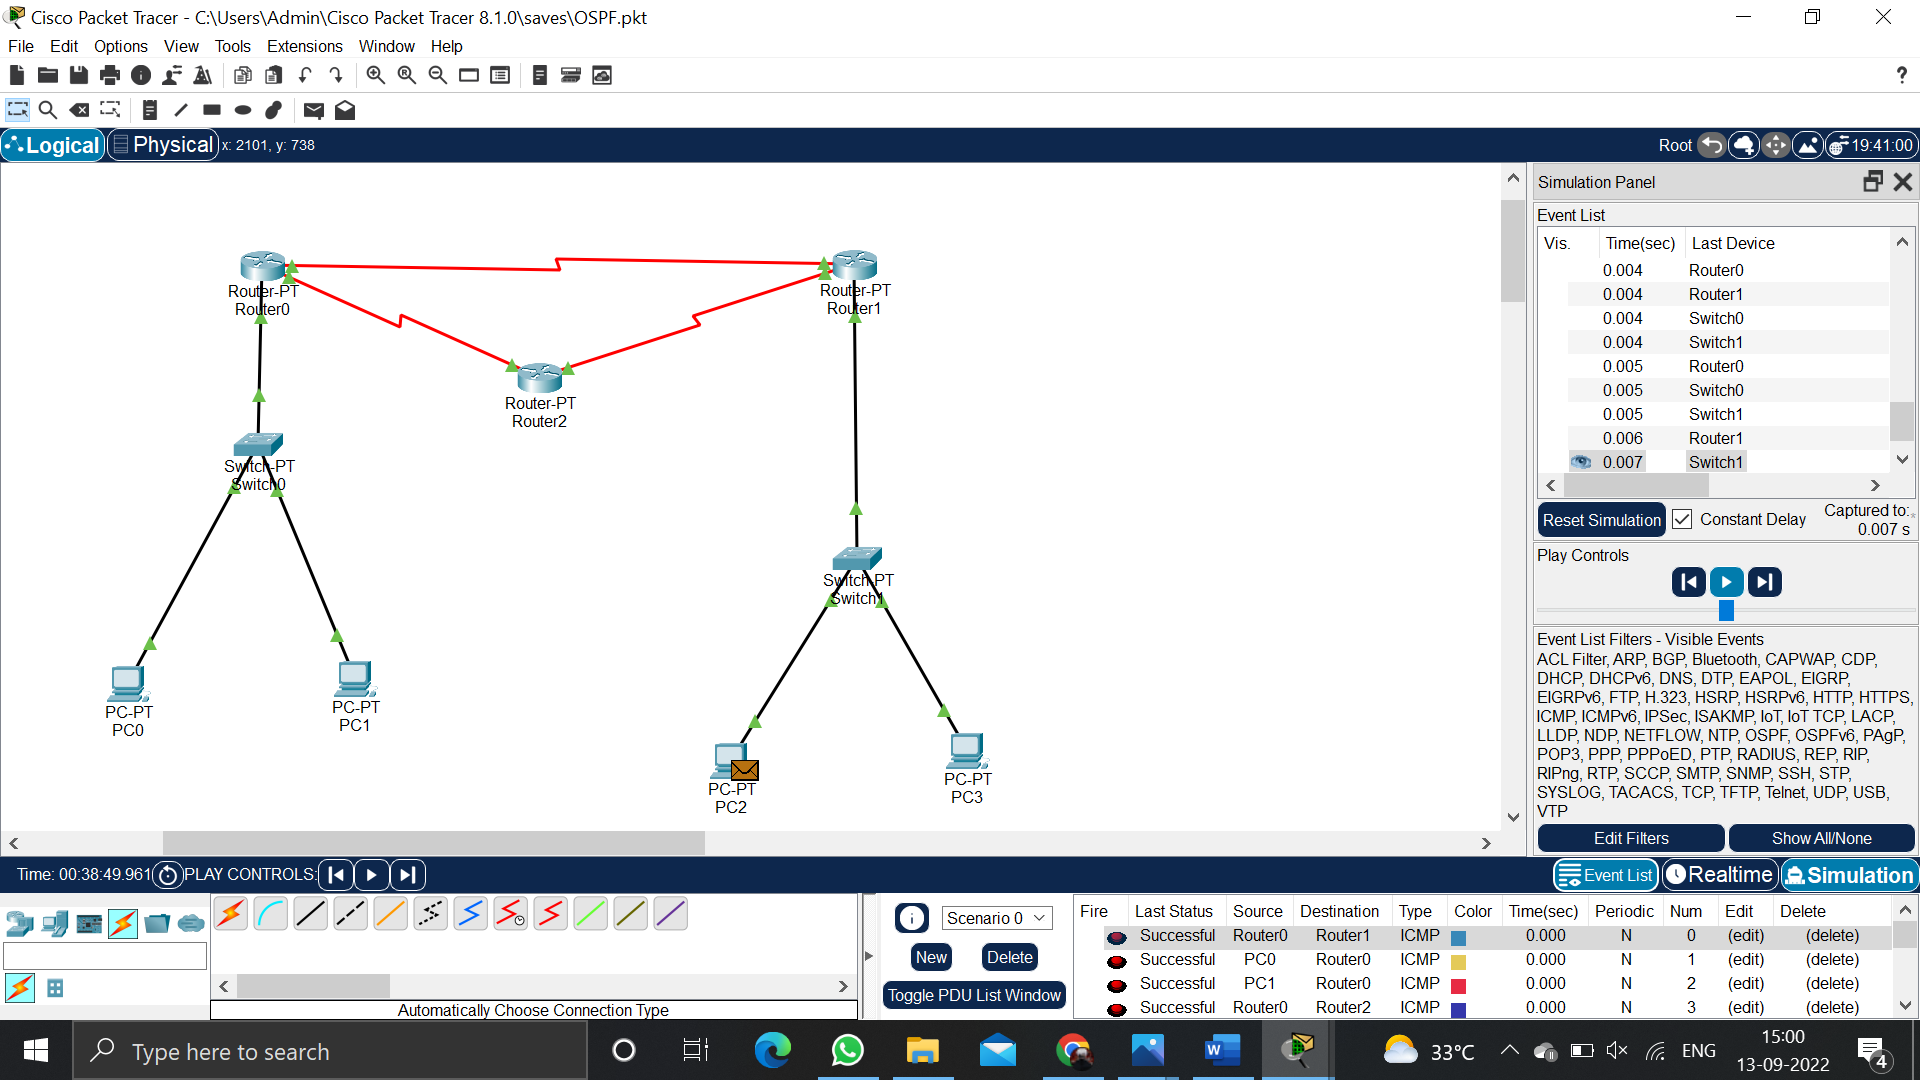 Cisco Packet Tracer - C:\Users\Admin\Cisco Packet Tracer 8.1.0\saves\OSPF.pkt
File Edit Options View Tools Extensions Window Help
?
Logical Physical x: 2101, y: 738
Root 19:41:00
Router-PT
Router0
Router-PT
Router1
Router-PT
Router2
Switch-PT
Switch0
Switch-PT
Switch1
PC-PT
PC0
PC-PT
PC1
PC-PT
PC2
PC-PT
PC3
Simulation Panel
Event List
Vis. Time(sec) Last Device
0.004 Router0
0.004 Router1
0.004 Switch0
0.004 Switch1
0.005 Router0
0.005 Switch0
0.005 Switch1
0.006 Router1
0.007 Switch1
Reset Simulation Constant Delay Captured to:
0.007 s
Play Controls
Event List Filters - Visible Events
ACL Filter, ARP, BGP, Bluetooth, CAPWAP, CDP,
DHCP, DHCPv6, DNS, DTP, EAPOL, EIGRP,
EIGRPv6, FTP, H.323, HSRP, HSRPv6, HTTP, HTTPS,
ICMP, ICMPv6, IPSec, ISAKMP, IoT, IoT TCP, LACP,
LLDP, NDP, NETFLOW, NTP, OSPF, OSPFv6, PAgP,
POP3, PPP, PPPoED, PTP, RADIUS, REP, RIP,
RIPng, RTP, SCCP, SMTP, SNMP, SSH, STP,
SYSLOG, TACACS, TCP, TFTP, Telnet, UDP, USB,
VTP
Edit Filters Show All/None
Time: 00:38:49.961 PLAY CONTROLS:
Event List Realtime Simulation
Automatically Choose Connection Type
Scenario 0
New Delete
Toggle PDU List Window
Fire Last Status Source Destination Type Color Time(sec) Periodic Num Edit Delete
Successful Router0 Router1 ICMP 0.000 N 0 (edit) (delete)
Successful PC0 Router0 ICMP 0.000 N 1 (edit) (delete)
Successful PC1 Router0 ICMP 0.000 N 2 (edit) (delete)
Successful Router0 Router2 ICMP 0.000 N 3 (edit) (delete)
Type here to search
33°C ENG
15:00
13-09-2022
4